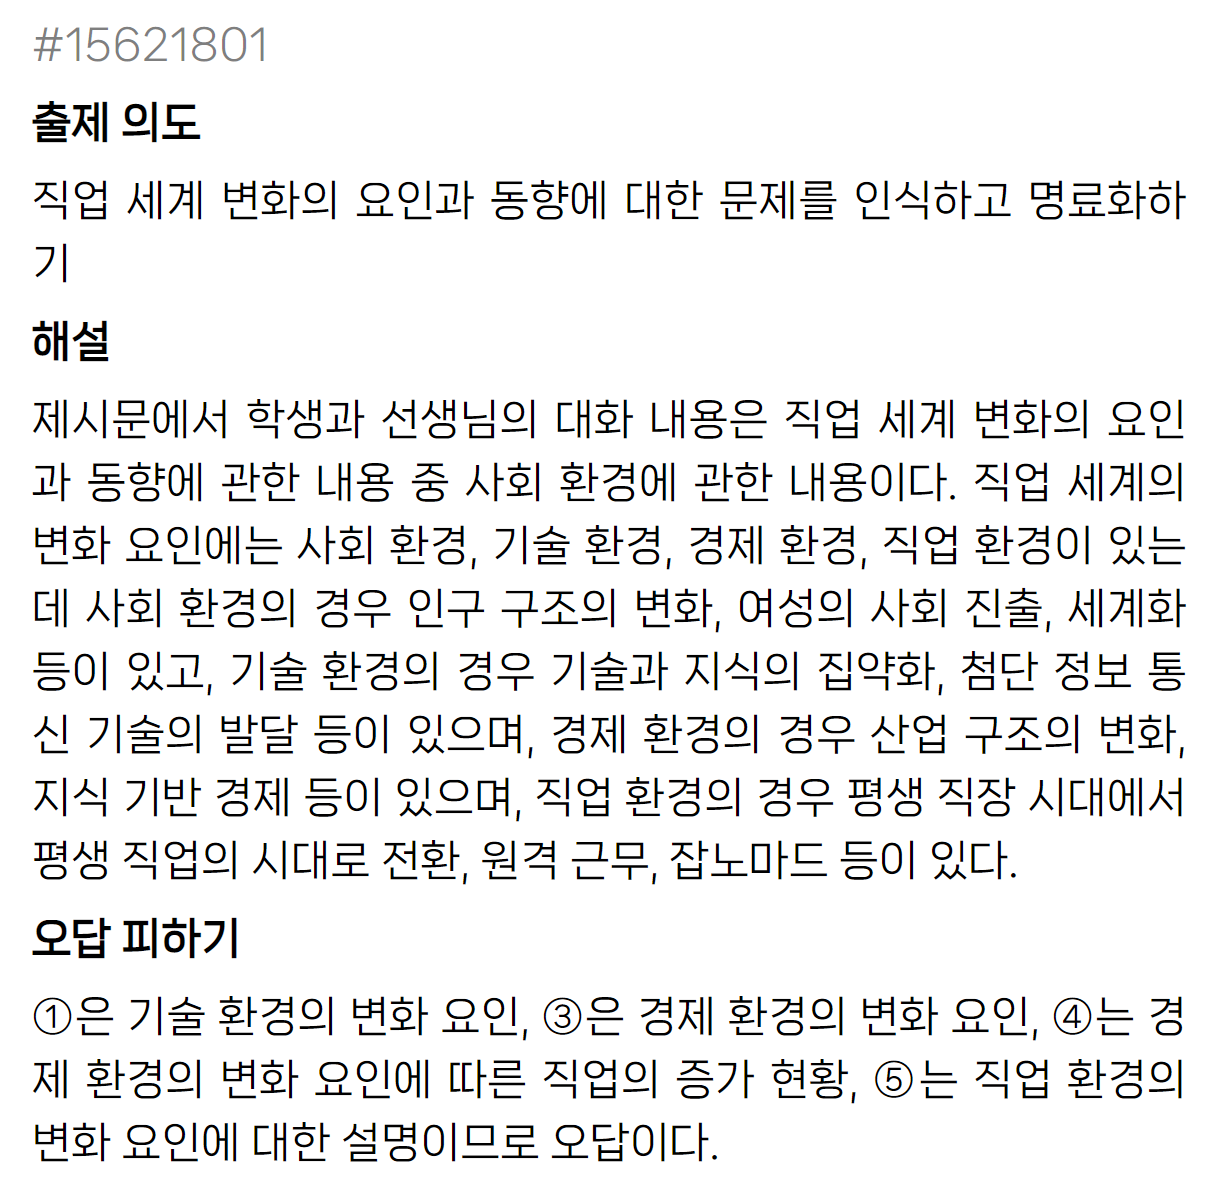 #15621801
출제 의도
직업 세계 변화의 요인과 동향에 대한 문제를 인식하고 명료화하
기
해설
제시문에서 학생과 선생님의 대화 내용은 직업 세계 변화의 요인
과 동향에 관한 내용 중 사회 환경에 관한 내용이다. 직업 세계의
변화 요인에는 사회 환경, 기술 환경, 경제 환경, 직업 환경이 있는
데 사회 환경의 경우 인구 구조의 변화, 여성의 사회 진출, 세계화
등이 있고, 기술 환경의 경우 기술과 지식의 집약화, 첨단 정보 통
신 기술의 발달 등이 있으며, 경제 환경의 경우 산업 구조의 변화,
지식 기반 경제 등이 있으며, 직업 환경의 경우 평생 직장 시대에서
평생 직업의 시대로 전환, 원격 근무, 잡노마드 등이 있다.
오답 피하기
①은 기술 환경의 변화 요인, ③은 경제 환경의 변화 요인, ④는 경
제 환경의 변화 요인에 따른 직업의 증가 현황, ⑤는 직업 환경의
변화 요인에 대한 설명이므로 오답이다.